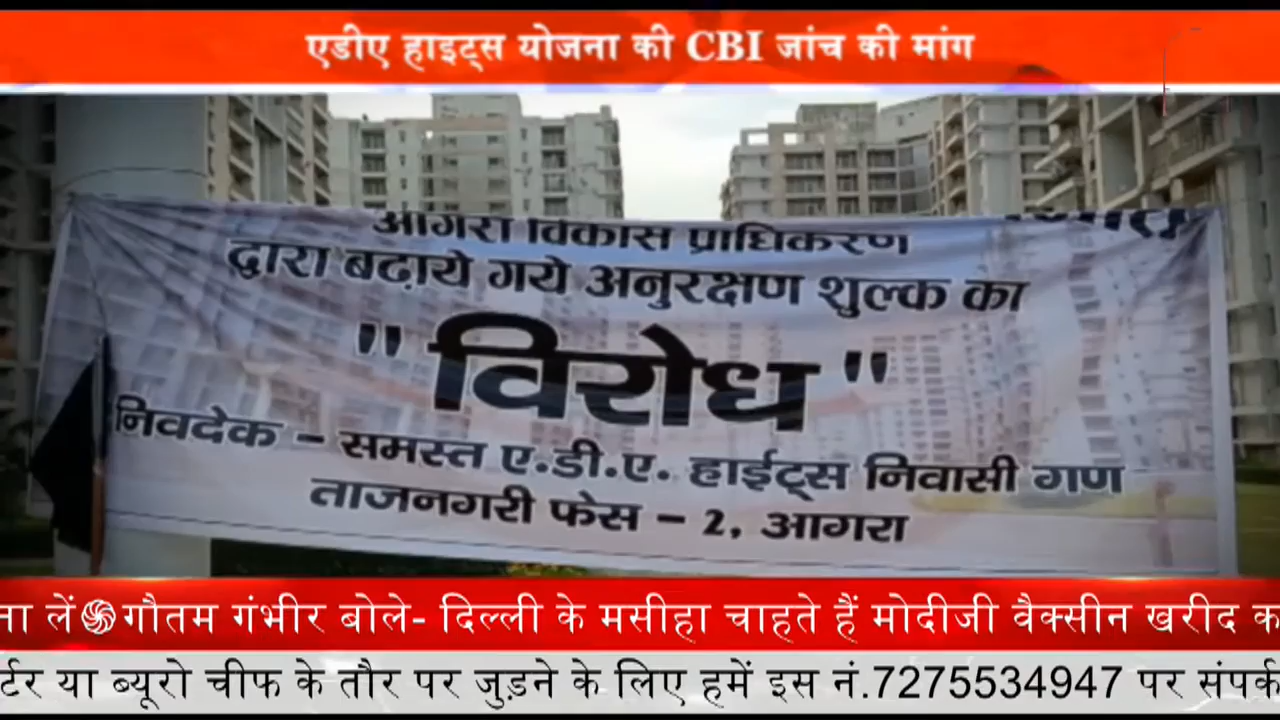 एडीए हाइट्स योजना की CBI जांच की मांग
आगरा विकास प्राधिकरण
द्वारा बढ़ाये गये अनुरक्षण शुल्क का
" विरोध "
निवदेक - समस्त ए.डी.ए. हाईट्स निवासी गण
ताजनगरी फेस - 2, आगरा
ना लें गौतम गंभीर बोले- दिल्ली के मसीहा चाहते हैं मोदीजी वैक्सीन खरीद क
र्टर या ब्यूरो चीफ के तौर पर जुड़ने के लिए हमें इस नं.7275534947 पर संपर्क